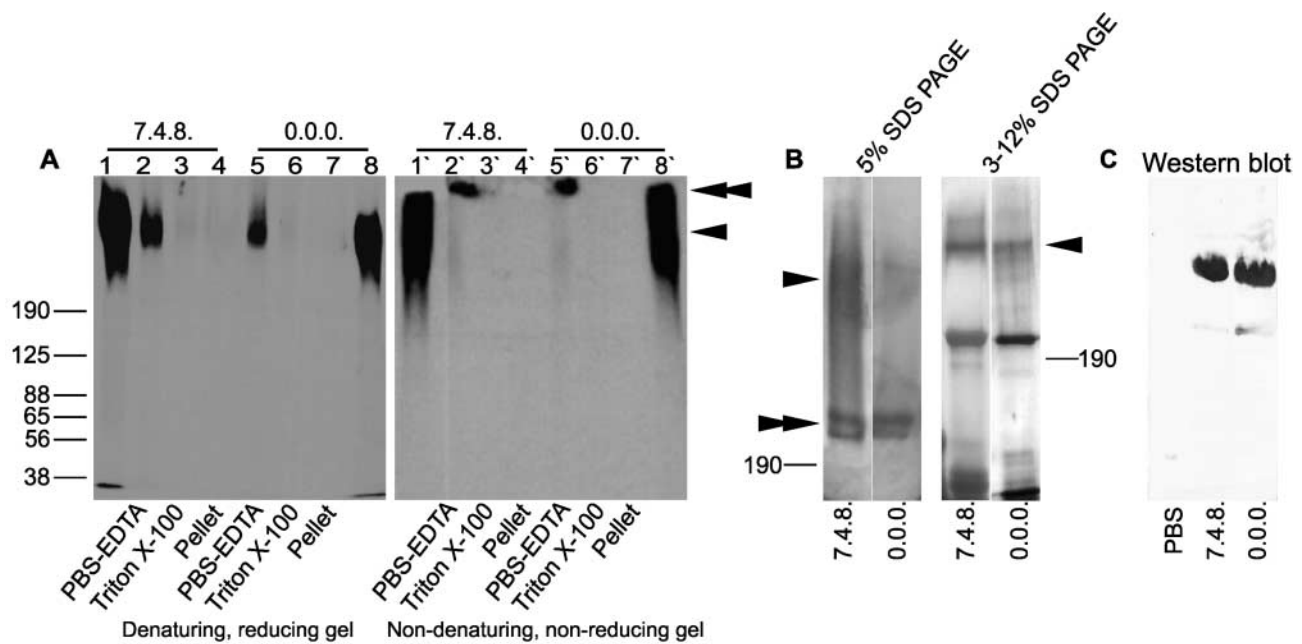 A
7.4.8.
0.0.0.
1 2 3 4 5 6 7 8
7.4.8.
0.0.0.
1` 2` 3` 4` 5` 6` 7` 8`
190
125
88
65
56
38
PBS-EDTA
Triton X-100
Pellet
PBS-EDTA
Triton X-100
Pellet
Denaturing, reducing gel
PBS-EDTA
Triton X-100
Pellet
PBS-EDTA
Triton X-100
Pellet
Non-denaturing, non-reducing gel
B
5% SDS PAGE
3-12% SDS PAGE
190
190
7.4.8.
0.0.0.
7.4.8.
0.0.0.
C
Western blot
PBS
7.4.8.
0.0.0.